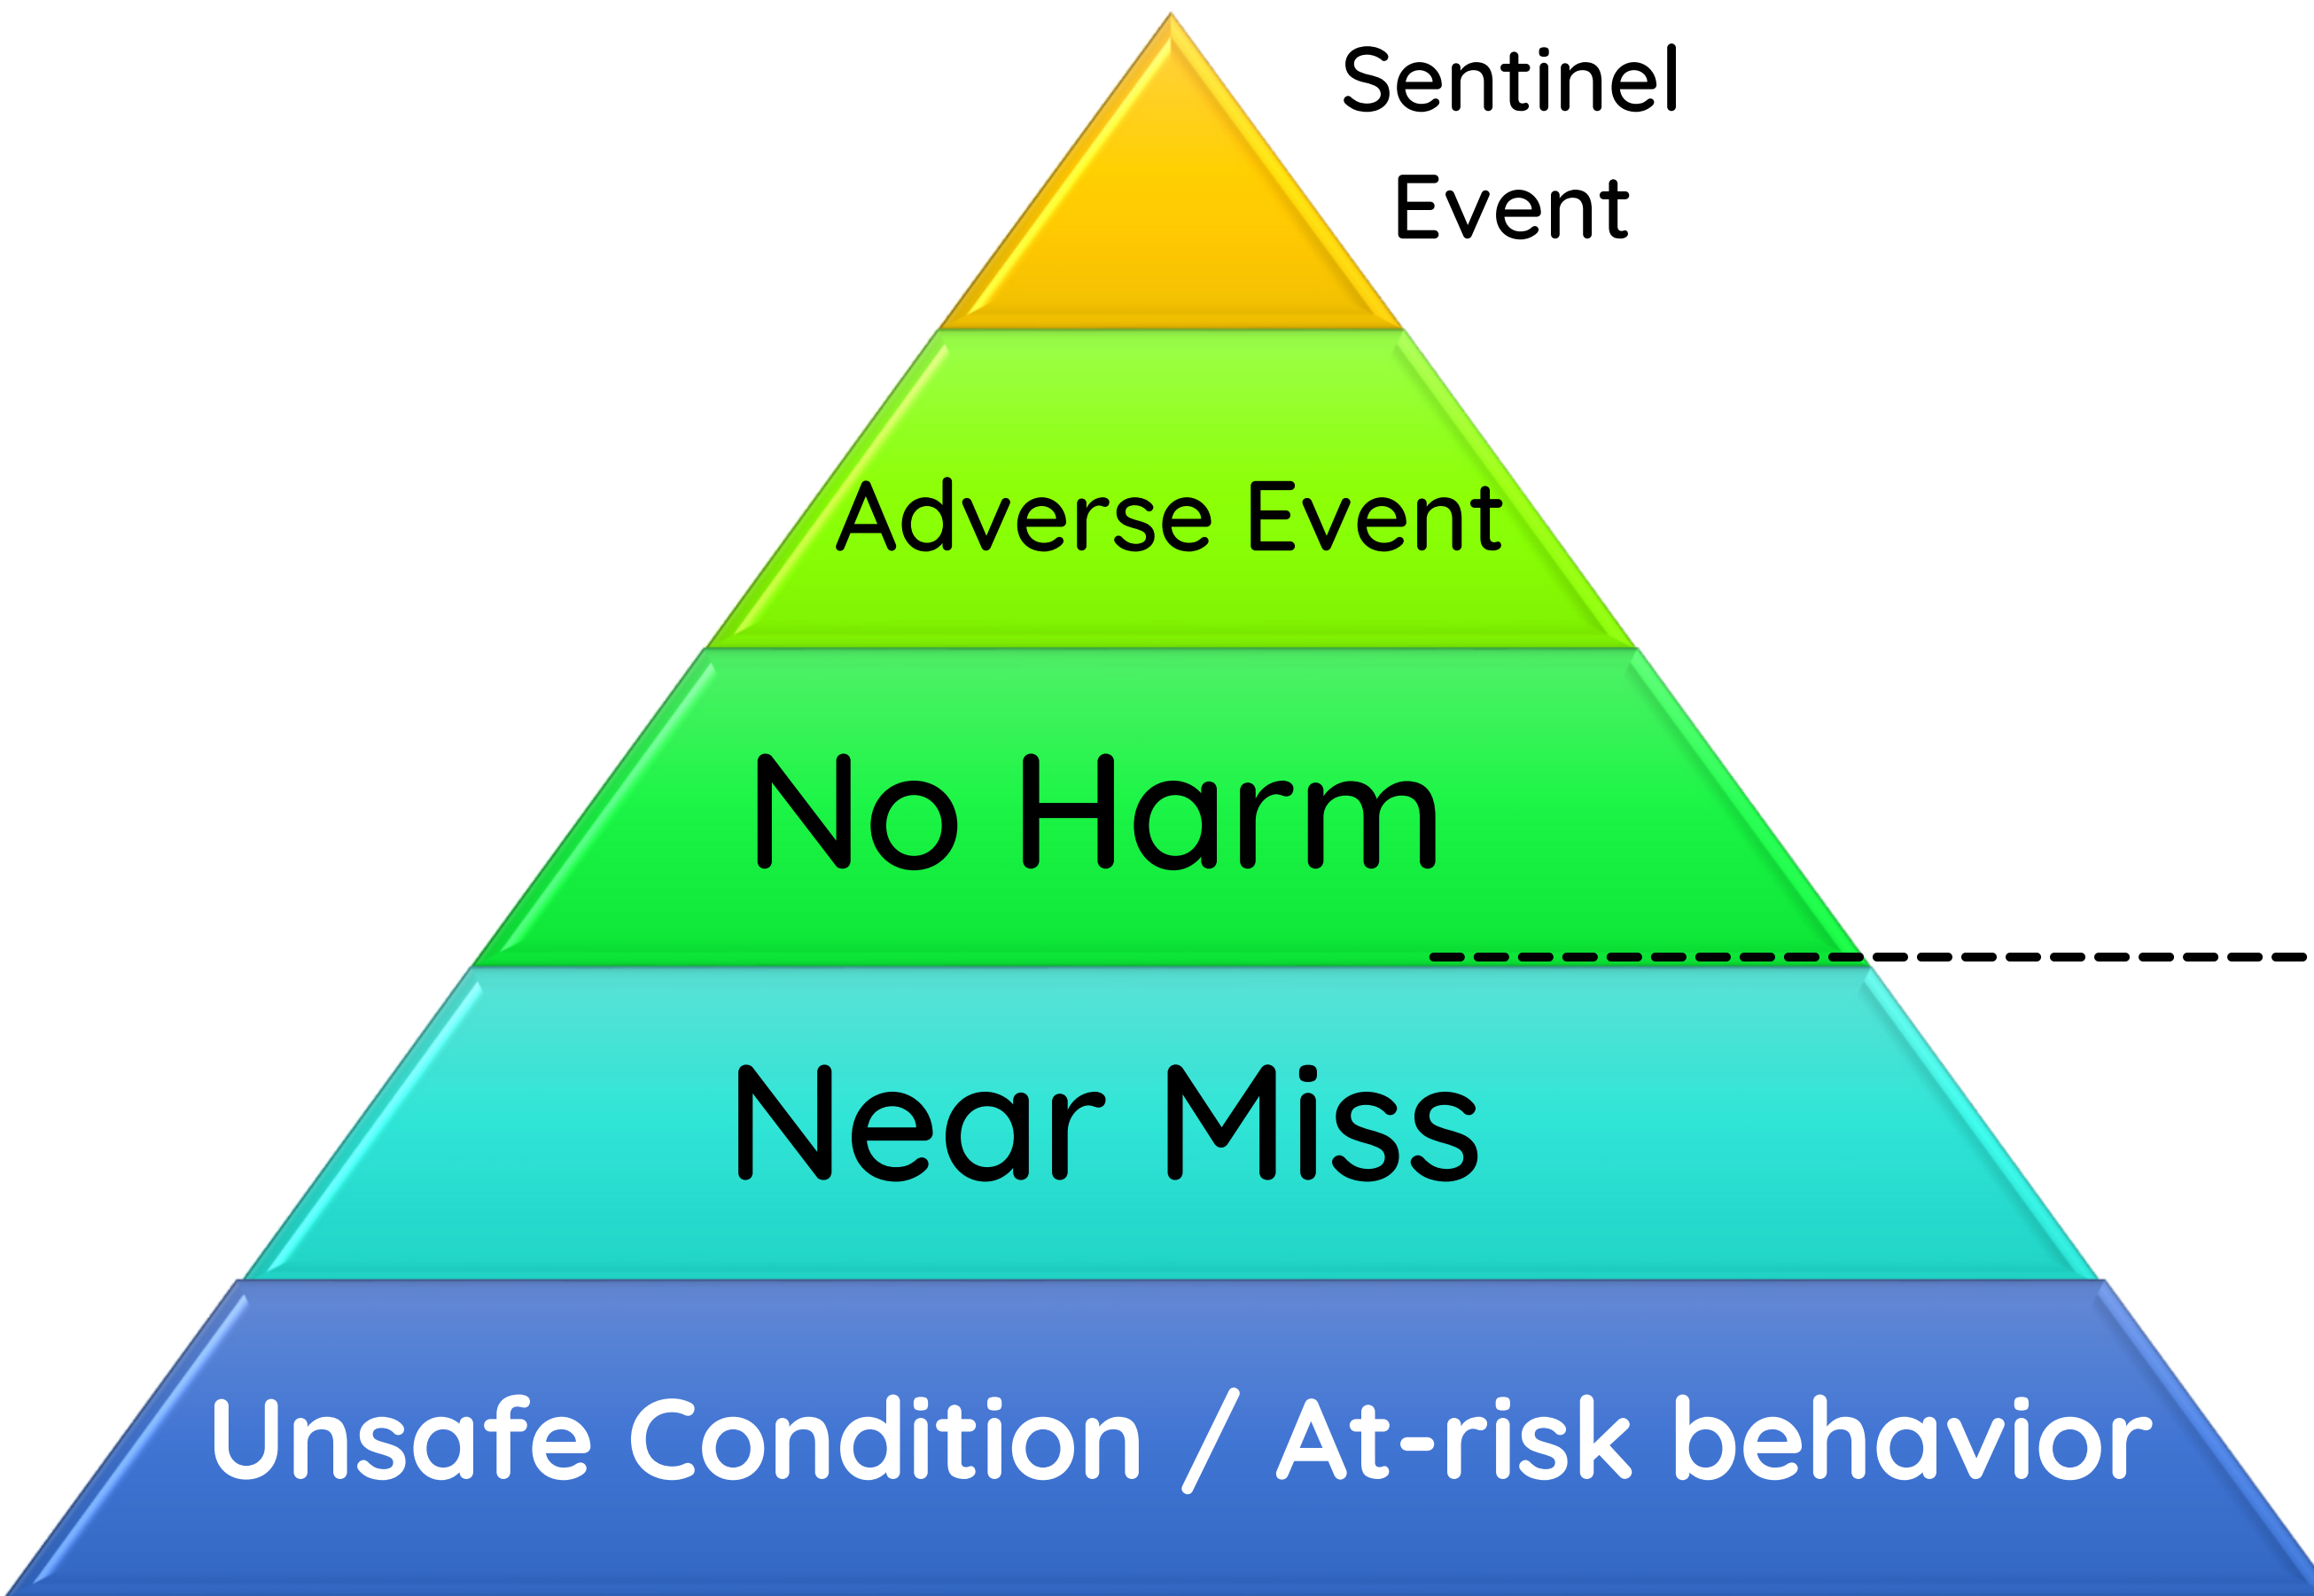 Sentinel
Event
Adverse Event
No Harm
Near Miss
Unsafe Condition / At-risk behavior